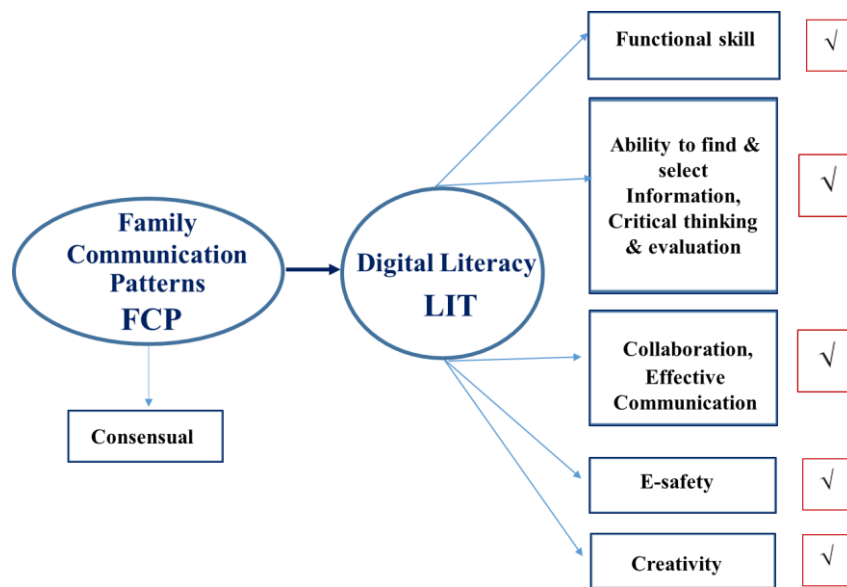 Family
Communication
Patterns
FCP
Consensual
Digital Literacy
LIT
Functional skill
√
Ability to find &
select
Information,
Critical thinking
& evaluation
√
Collaboration,
Effective
Communication
√
E-safety
√
Creativity
√